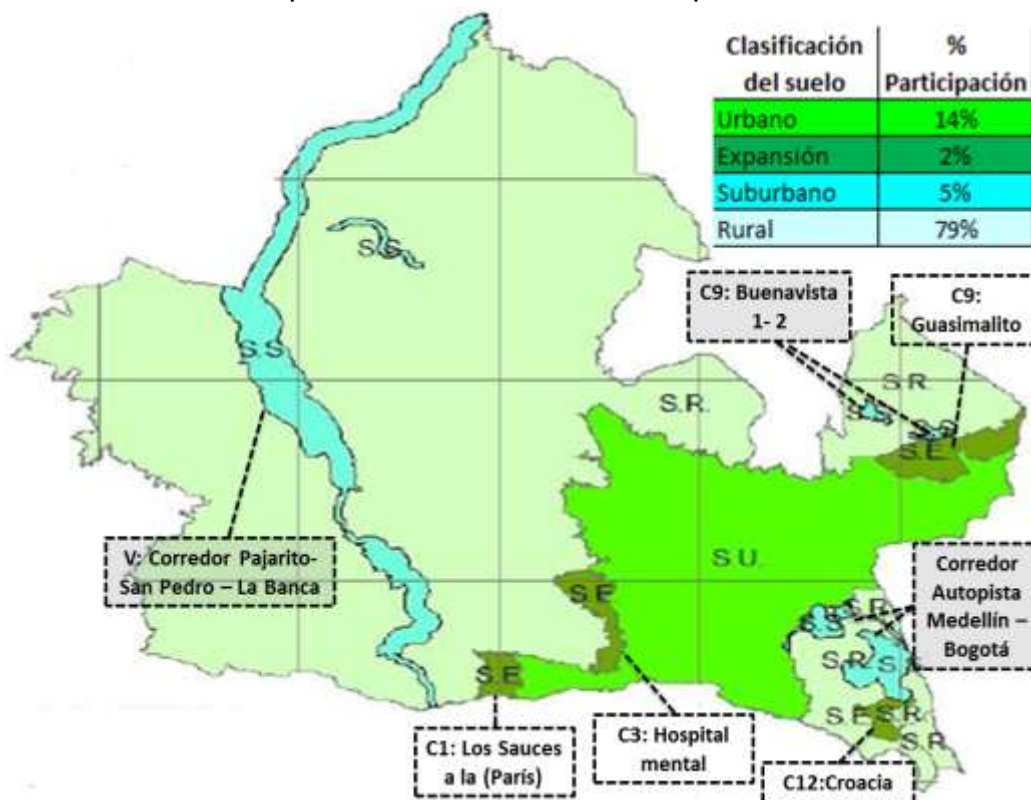 Clasificación
del suelo
%
Participación
Urbano 14%
Expansión 2%
Suburbano 5%
Rural 79%
C9: Buenavista
1- 2
C9:
Guasimalito
S.S
S.S
S.R.
S.R.
S.S
S.S
S.E.
S.U.
V: Corredor Pajarito-
San Pedro – La Banca
Corredor
Autopista
Medellín –
Bogotá
S.E
S.R.
S.S
S.R.
S.
S.E
S.E
S.R.
S.R
C1: Los Sauces
a la (París)
C3: Hospital
mental
C12:Croacia